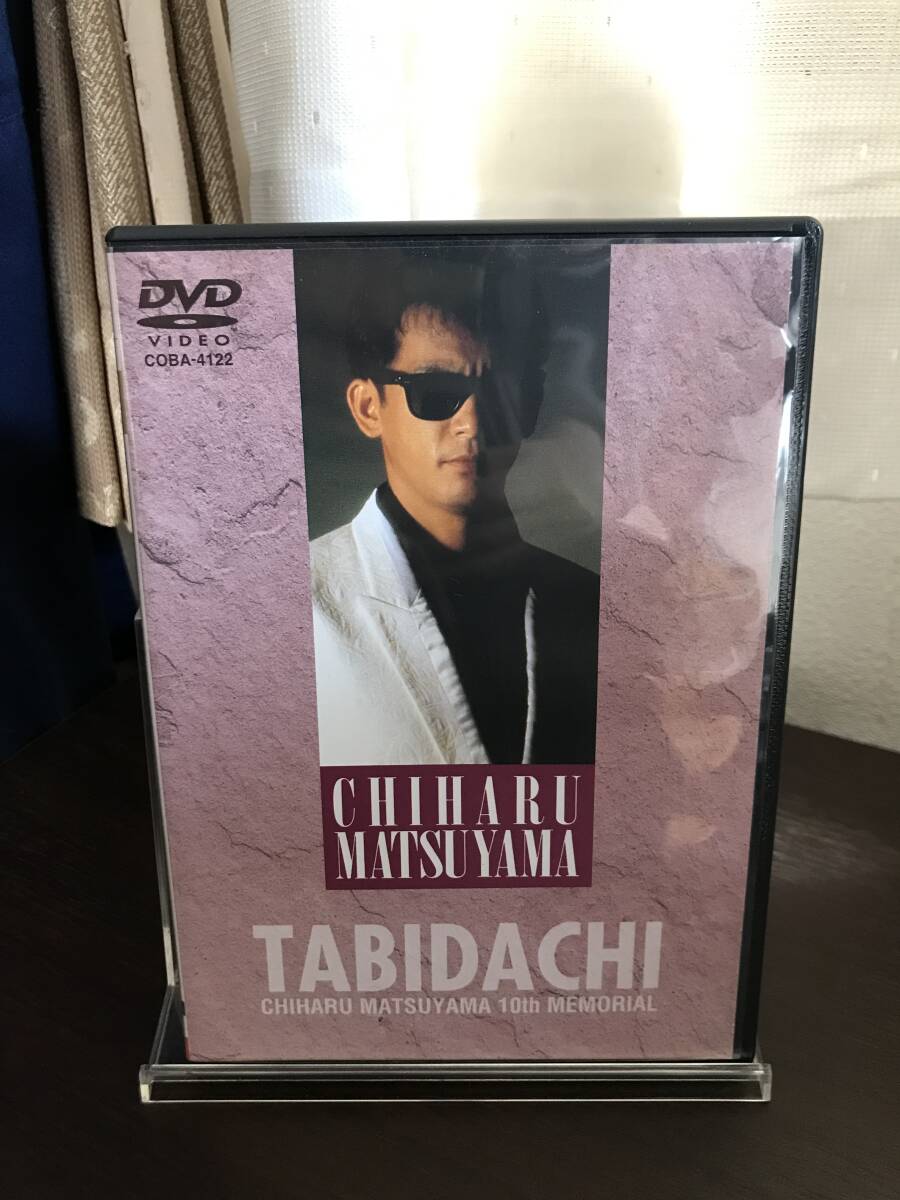 DVD
VIDEO
COBA-4122
CHIHARU
MATSUYAMA
TABIDACHI
CHIHARU MATSUYAMA 10th MEMORIAL